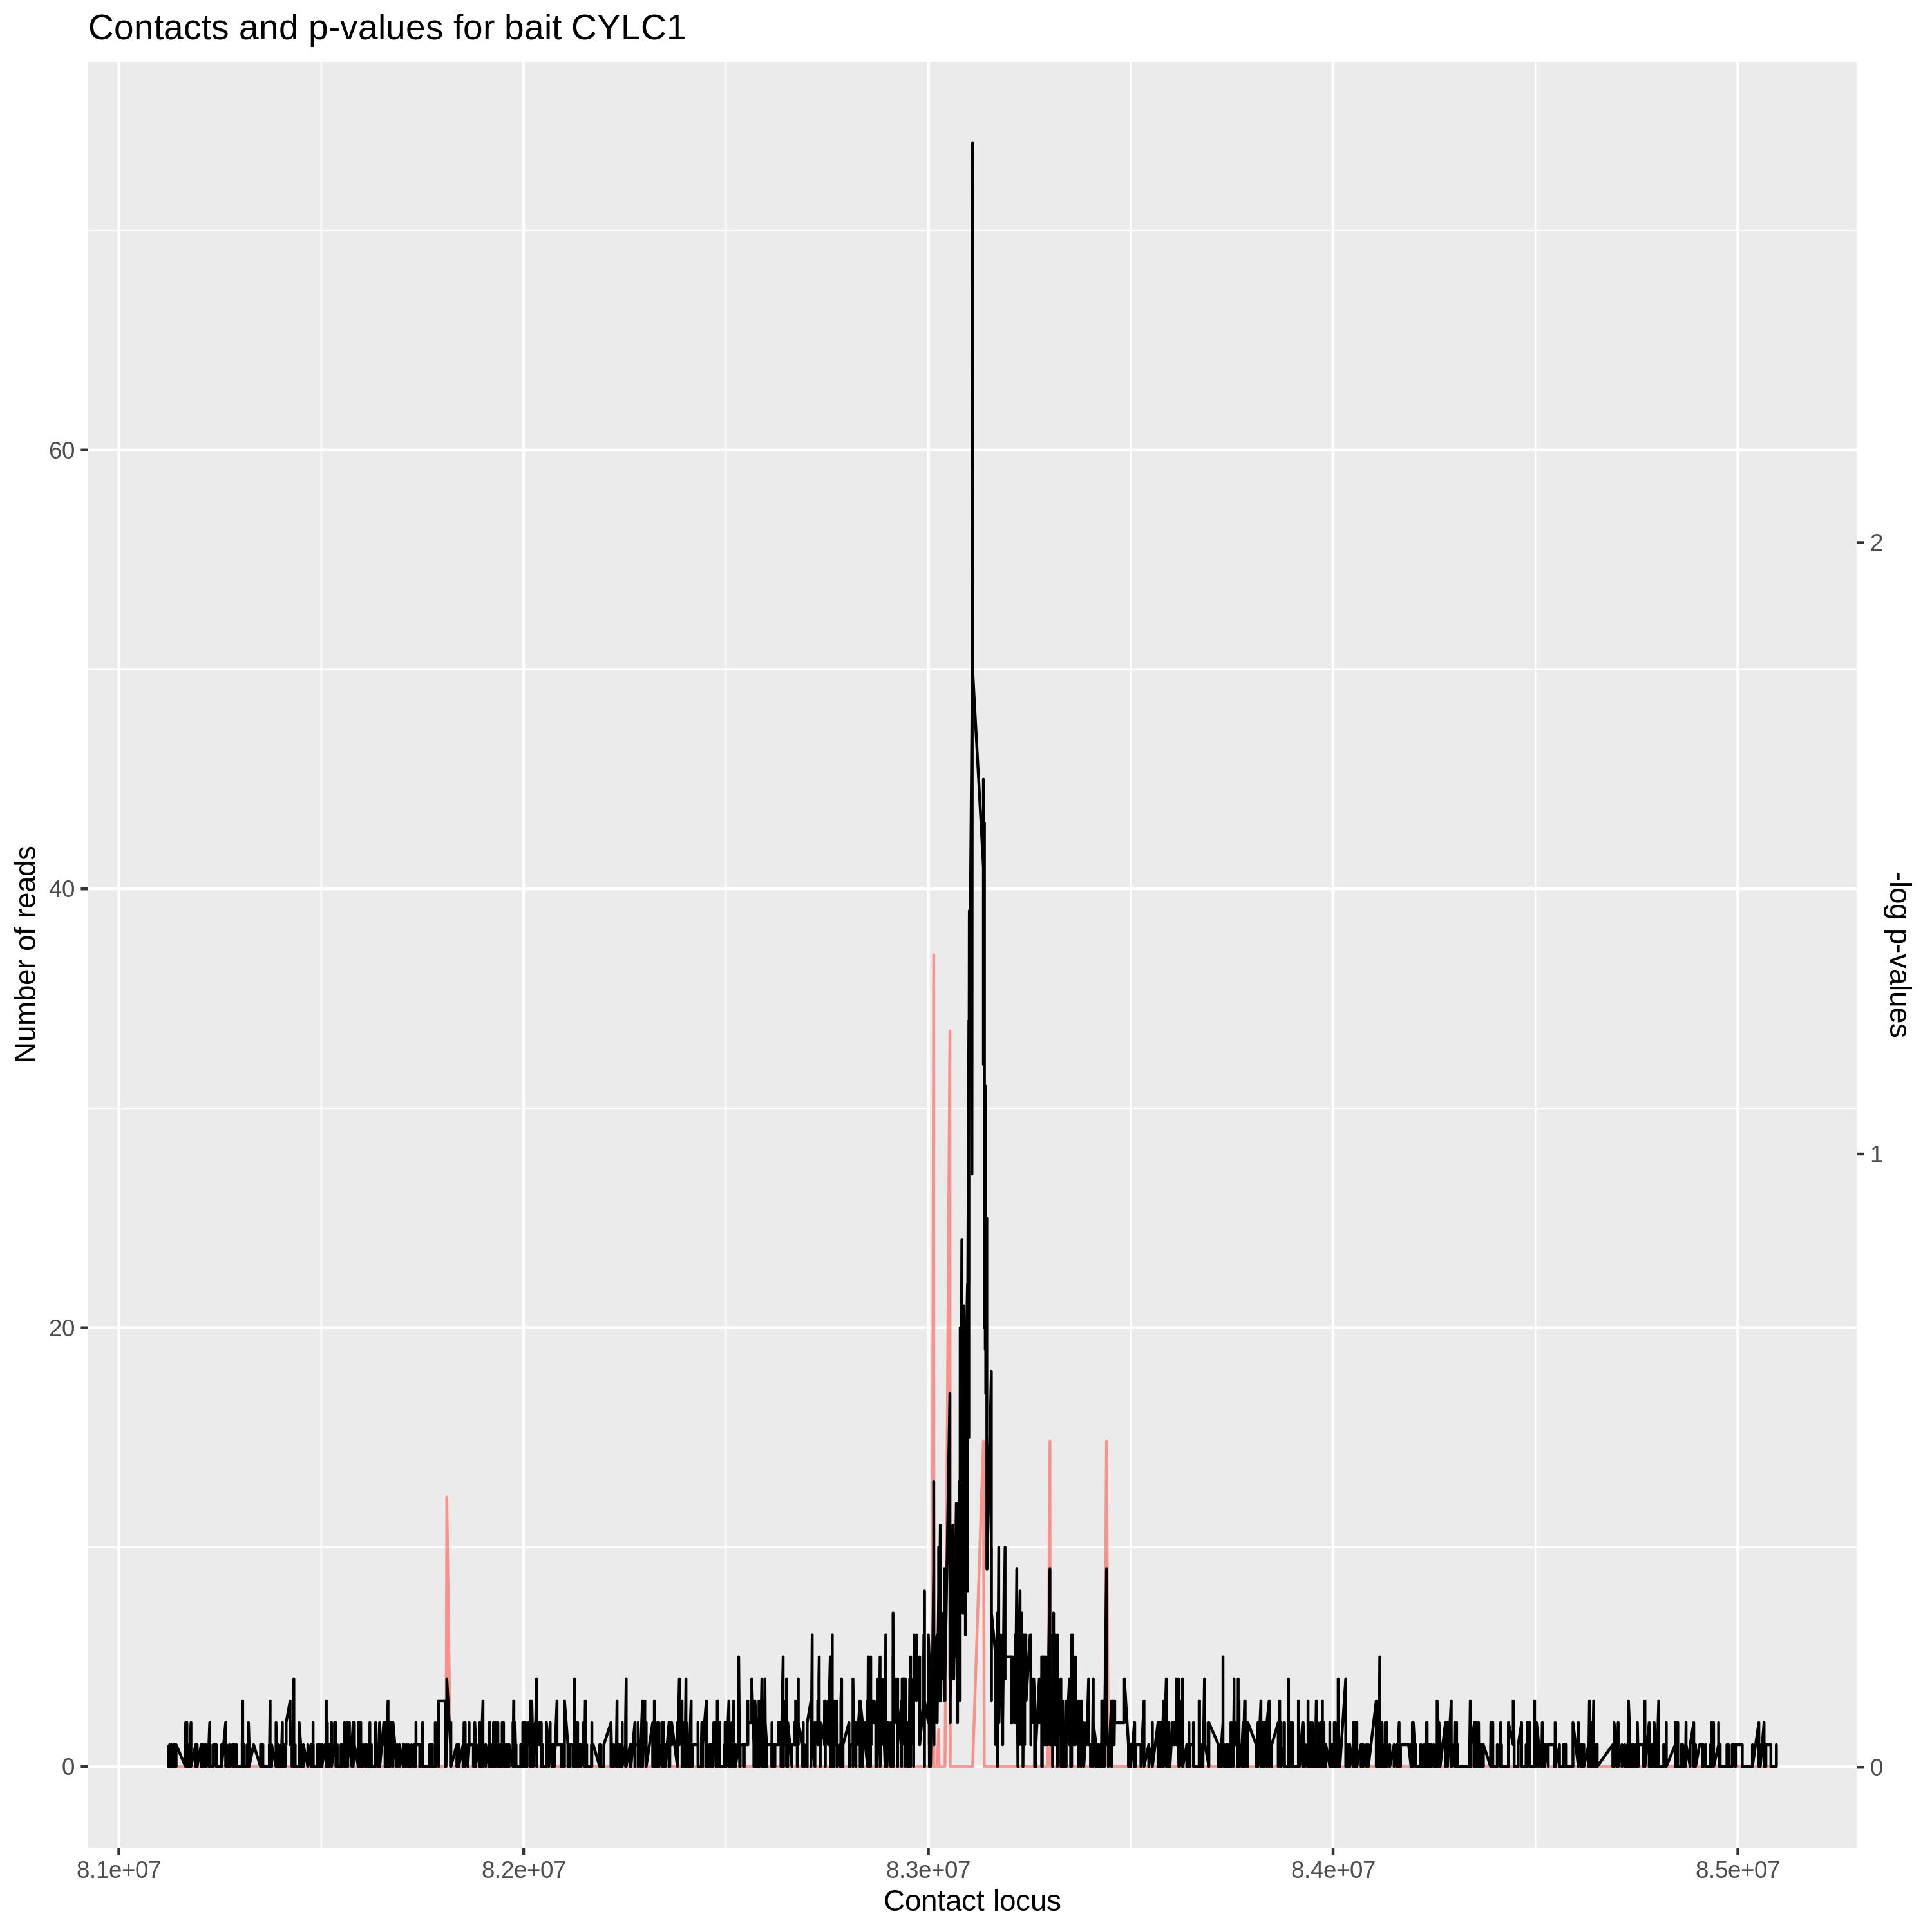 Contacts and p-values for bait CYLC1
60
40
20
0
Number of reads
2
1
0
-log p-values
8.1e+07
8.2e+07
8.3e+07
8.4e+07
8.5e+07
Contact locus